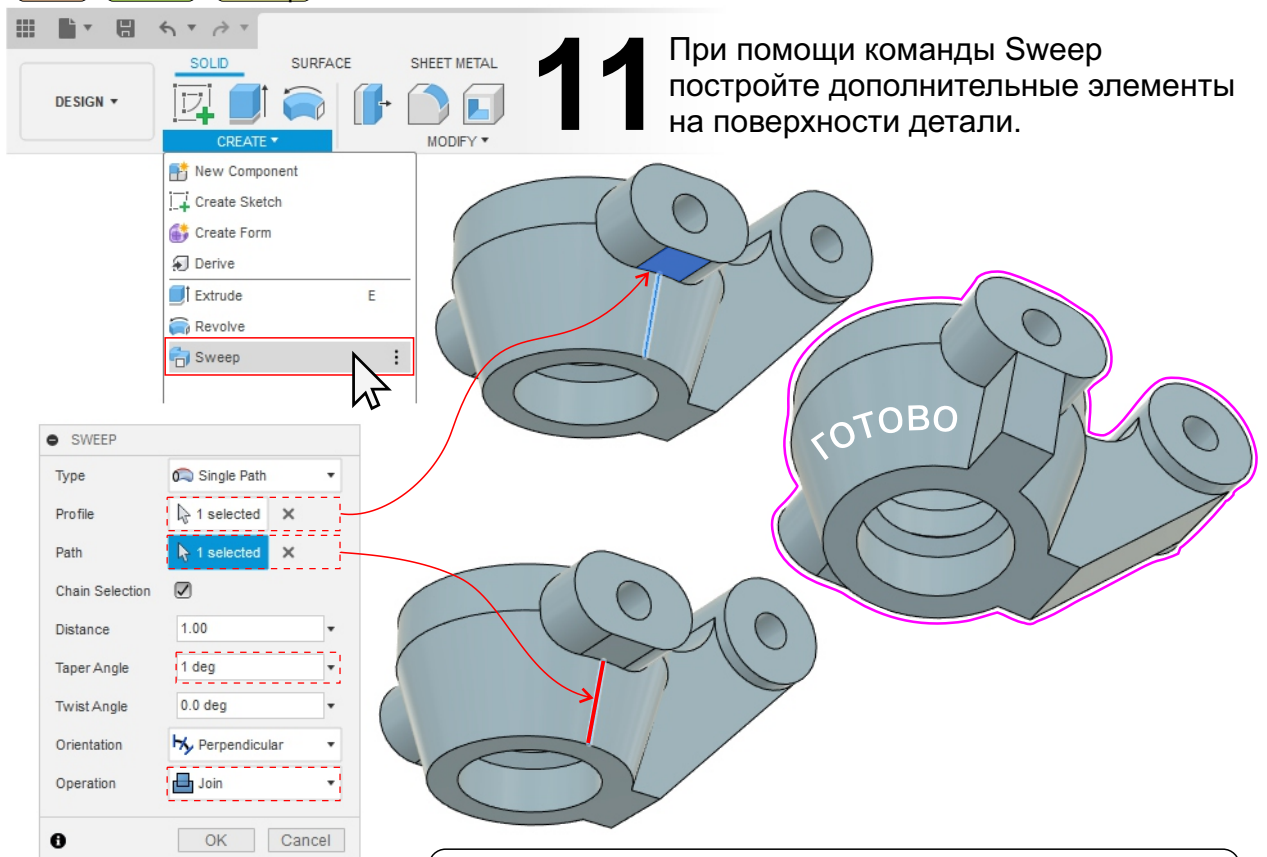 SOLID SURFACE SHEET METAL
DESIGN
CREATE MODIFY
11
При помощи команды Sweep
постройте дополнительные элементы
на поверхности детали.
New Component
Create Sketch
Create Form
Derive
Extrude E
Revolve
Sweep
ГОТОВО
SWEEP
Type Single Path
Profile 1 selected
Path 1 selected
Chain Selection
Distance 1.00
Taper Angle 1 deg
Twist Angle 0.0 deg
Orientation Perpendicular
Operation Join
OK Cancel